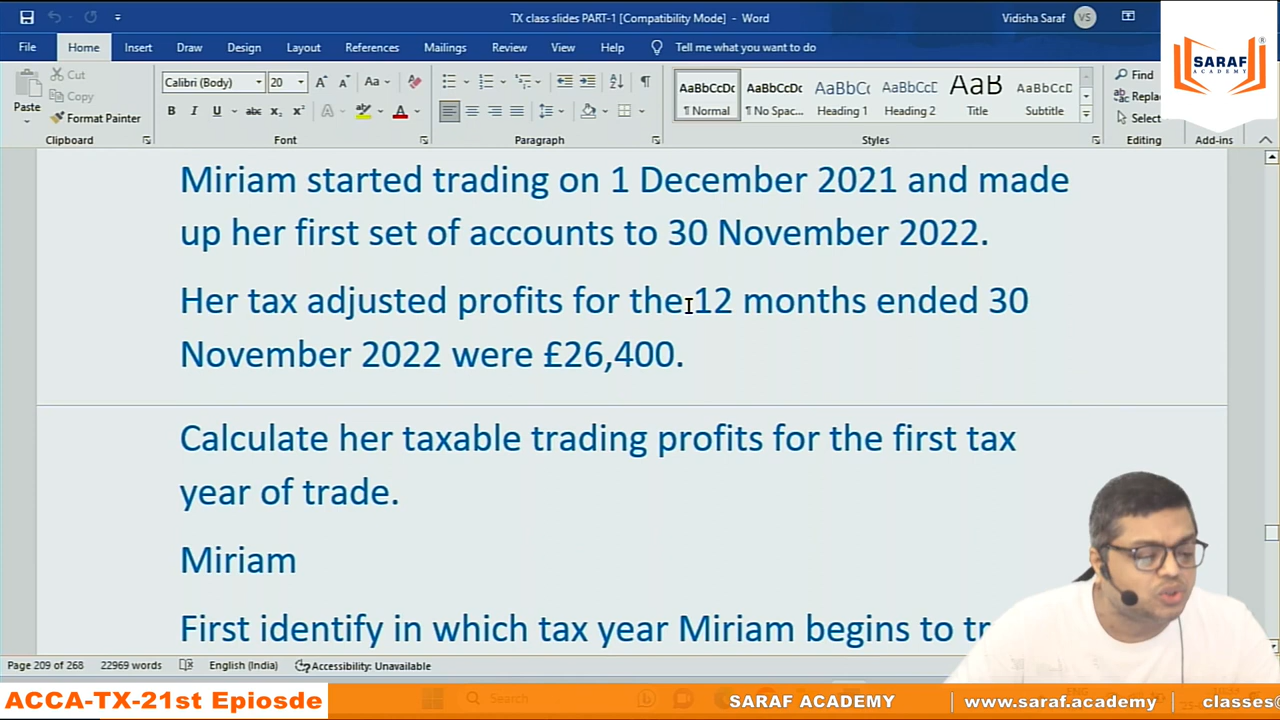 TX class slides PART-1 [Compatibility Mode] - Word
Vidisha Saraf VS
File Home Insert Draw Design Layout References Mailings Review View Help Tell me what you want to do
SARAF
ACADEMY
Paste
Cut
Copy
Format Painter
Clipboard
Calibri (Body) 20
Font
Paragraph
AaBbCcDc AaBbCcDc AaBbC( AaBbCcD AaB AaBbCcD
¶ Normal ¶ No Spac... Heading 1 Heading 2 Title Subtitle
Styles
Find
Repla
Select
Editing
Add-ins
Miriam started trading on 1 December 2021 and made
up her first set of accounts to 30 November 2022.
Her tax adjusted profits for the 12 months ended 30
November 2022 were £26,400.
Calculate her taxable trading profits for the first tax
year of trade.
Miriam
First identify in which tax year Miriam begins to tr
Page 209 of 268 22969 words English (India) Accessibility: Unavailable
Search
ACCA-TX-21st Epiosde
SARAF ACADEMY | www.saraf.academy | classes@